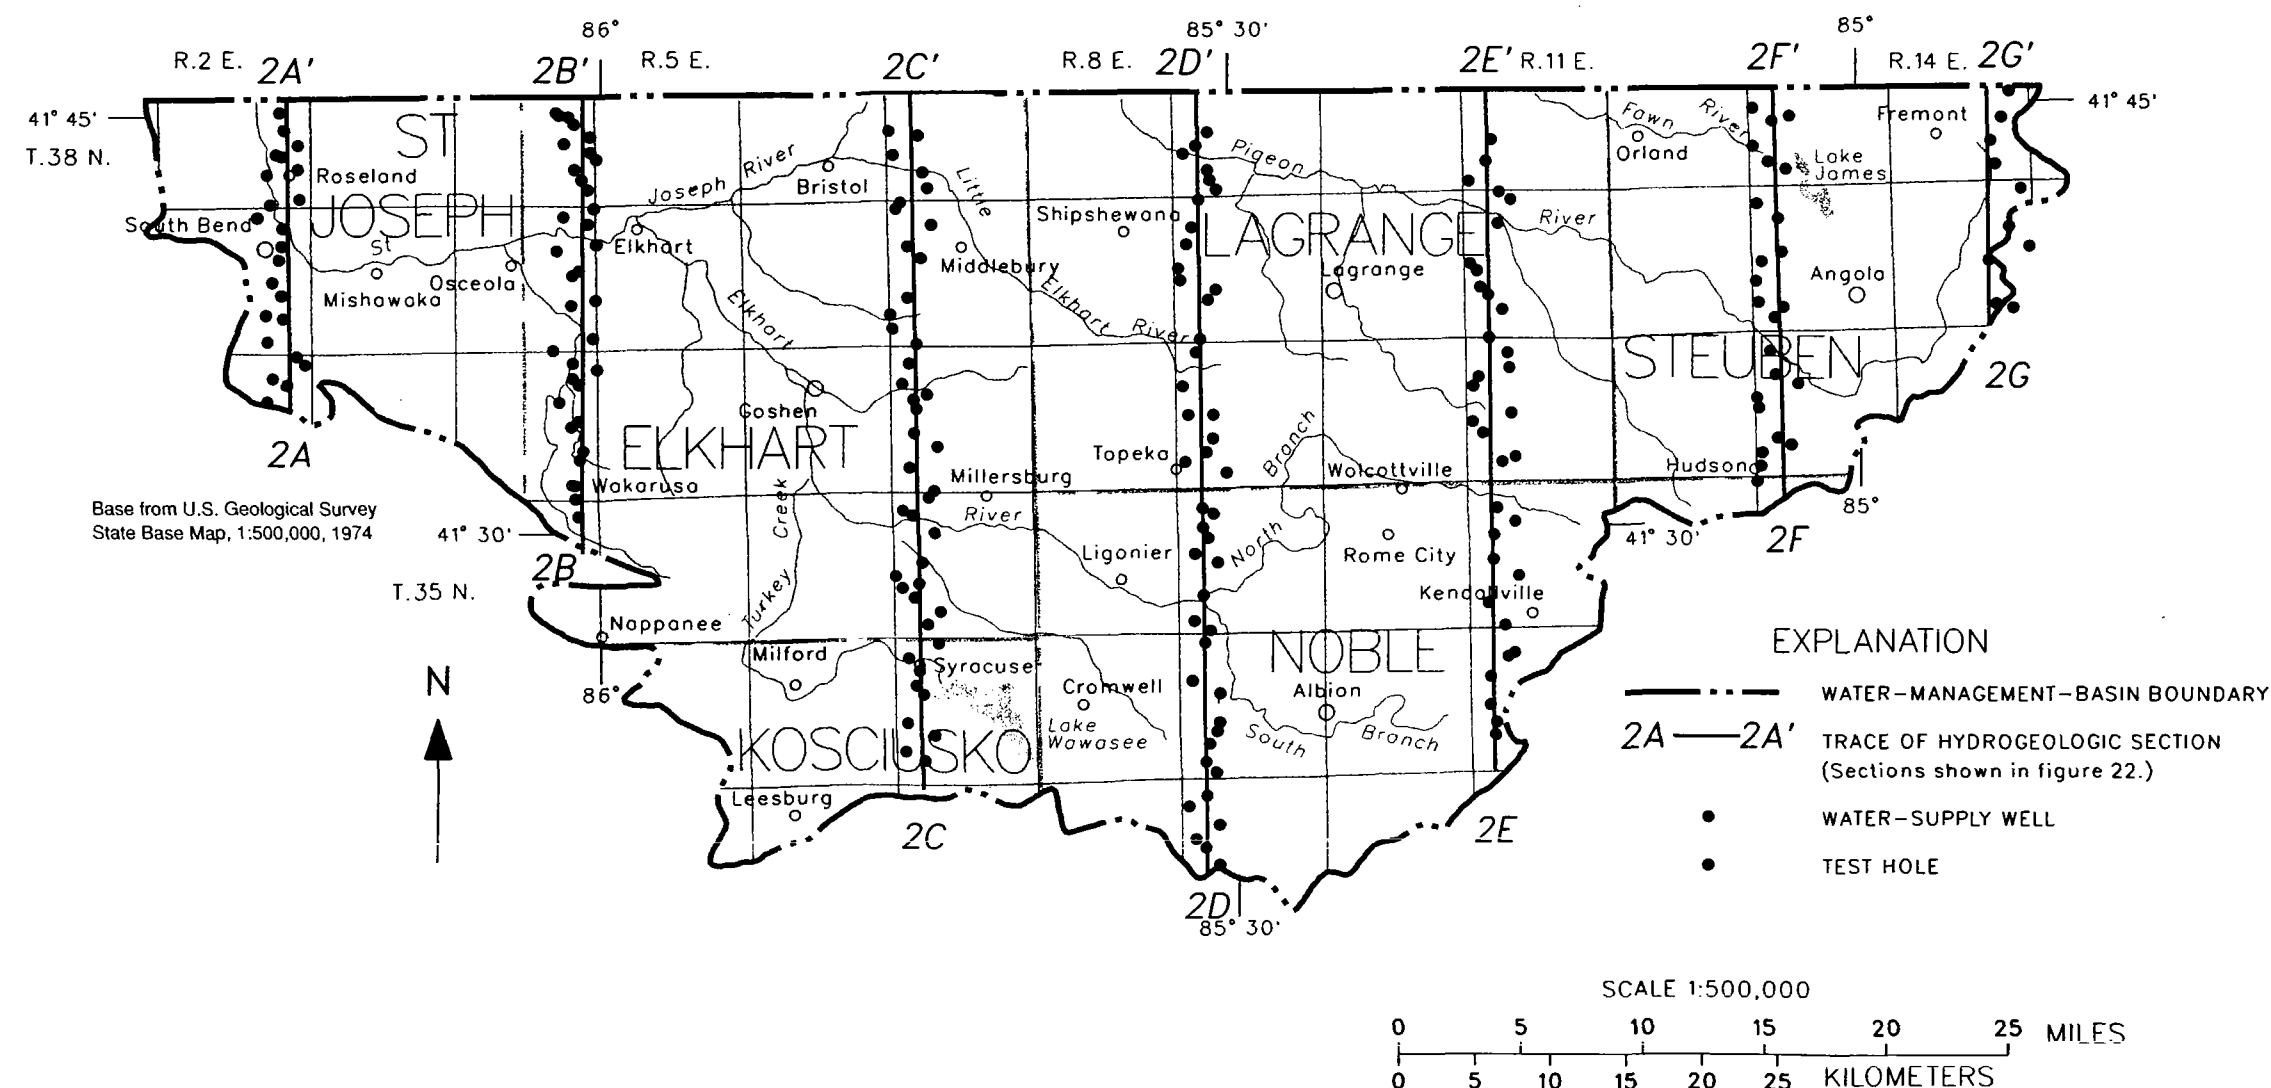 86°
85° 30'
85°
R.2 E.
2A'
2B'
R.5 E.
2C'
R.8 E.
2D'
2E'
R.11 E.
2F'
R.14 E.
2G'
41° 45'
41° 45'
T.38 N.
ST
JOSEPH
Roseland
South Bend
St
Joseph
River
Mishawaka
Osceola
Elkhart
Bristol
Little
Elkhart
River
Middlebury
Shipshewana
Pigeon
River
LAGRANGE
Lagrange
Fawn
River
Orland
Fremont
Lake
James
Angola
STEUBEN
2G
2A
Elkhart
Goshen
ELKHART
Wakarusa
Millersburg
River
Topeka
Branch
North
Wolcottville
Hudson
85°
Base from U.S. Geological Survey
State Base Map, 1:500,000, 1974
41° 30'
2B
T.35 N.
Turkey
Creek
Ligonier
Rome City
Kendallville
41° 30'
2F
Nappanee
86°
Milford
Syracuse
Cromwell
Lake
Wawasee
KOSCIUSKO
Leesburg
NOBLE
Albion
South
Branch
N
2C
2D
85° 30'
2E
EXPLANATION
WATER-MANAGEMENT-BASIN BOUNDARY
2A 2A' TRACE OF HYDROGEOLOGIC SECTION
(Sections shown in figure 22.)
WATER-SUPPLY WELL
TEST HOLE
SCALE 1:500,000
0 5 10 15 20 25 MILES
0 5 10 15 20 25 KILOMETERS